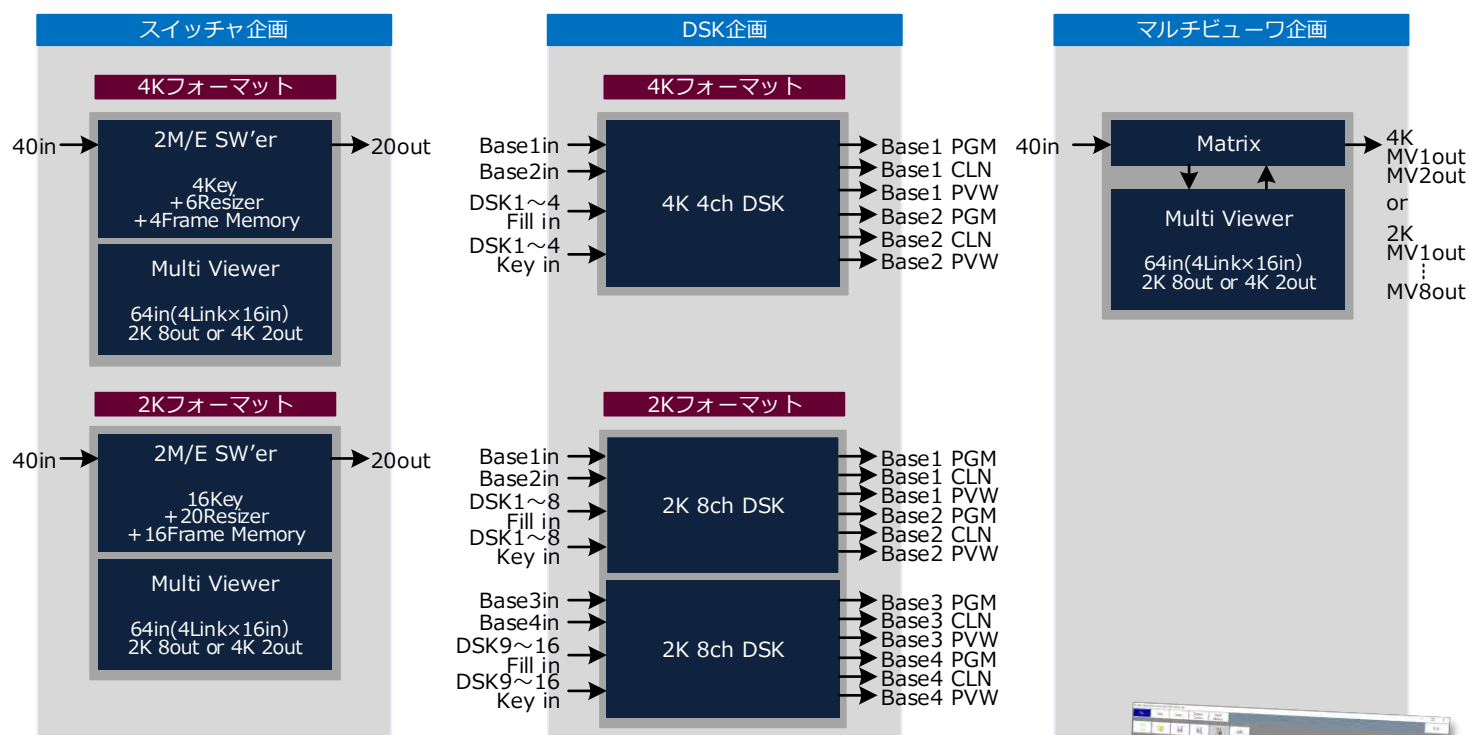 スイッチャ企画
4Kフォーマット
40in
2M/E SW’er
4Key
+6Resizer
+4Frame Memory
20out
Multi Viewer
64in(4Link×16in)
2K 8out or 4K 2out
2Kフォーマット
40in
2M/E SW’er
16Key
+20Resizer
+16Frame Memory
20out
Multi Viewer
64in(4Link×16in)
2K 8out or 4K 2out
DSK企画
4Kフォーマット
Base1in
Base2in
DSK1～4
Fill in
DSK1～4
Key in
4K 4ch DSK
Base1 PGM
Base1 CLN
Base1 PVW
Base2 PGM
Base2 CLN
Base2 PVW
2Kフォーマット
Base1in
Base2in
DSK1～8
Fill in
DSK1～8
Key in
2K 8ch DSK
Base1 PGM
Base1 CLN
Base1 PVW
Base2 PGM
Base2 CLN
Base2 PVW
Base3in
Base4in
DSK9～16
Fill in
DSK9～16
Key in
2K 8ch DSK
Base3 PGM
Base3 CLN
Base3 PVW
Base4 PGM
Base4 CLN
Base4 PVW
マルチビューワ企画
40in
Matrix
Multi Viewer
64in(4Link×16in)
2K 8out or 4K 2out
4K
MV1out
MV2out
or
2K
MV1out
MV8out